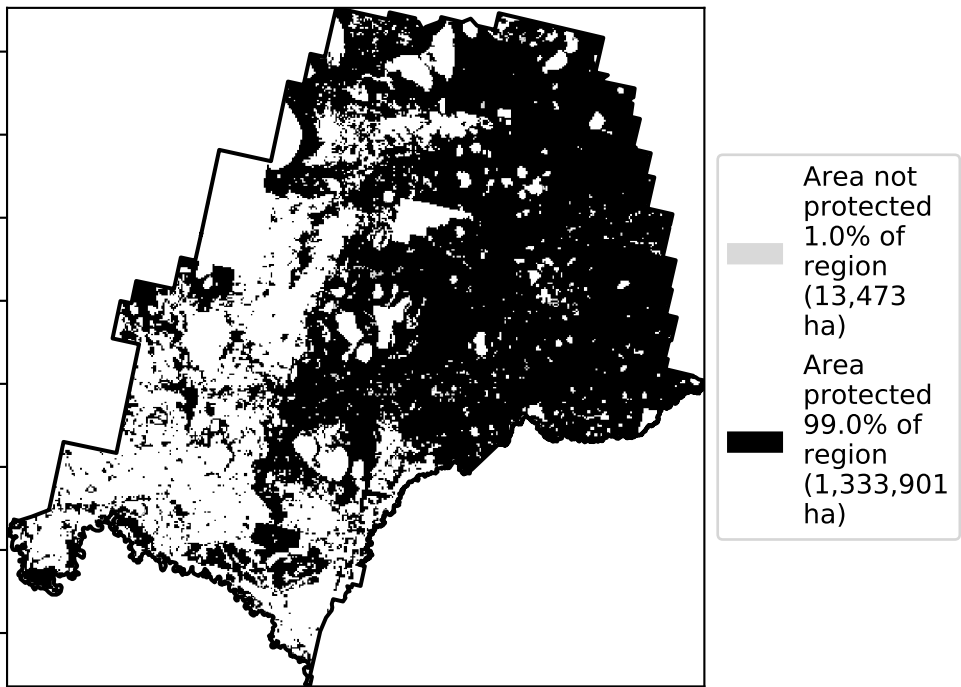 Area not
protected
1.0% of
region
(13,473
ha)
Area
protected
99.0% of
region
(1,333,901
ha)